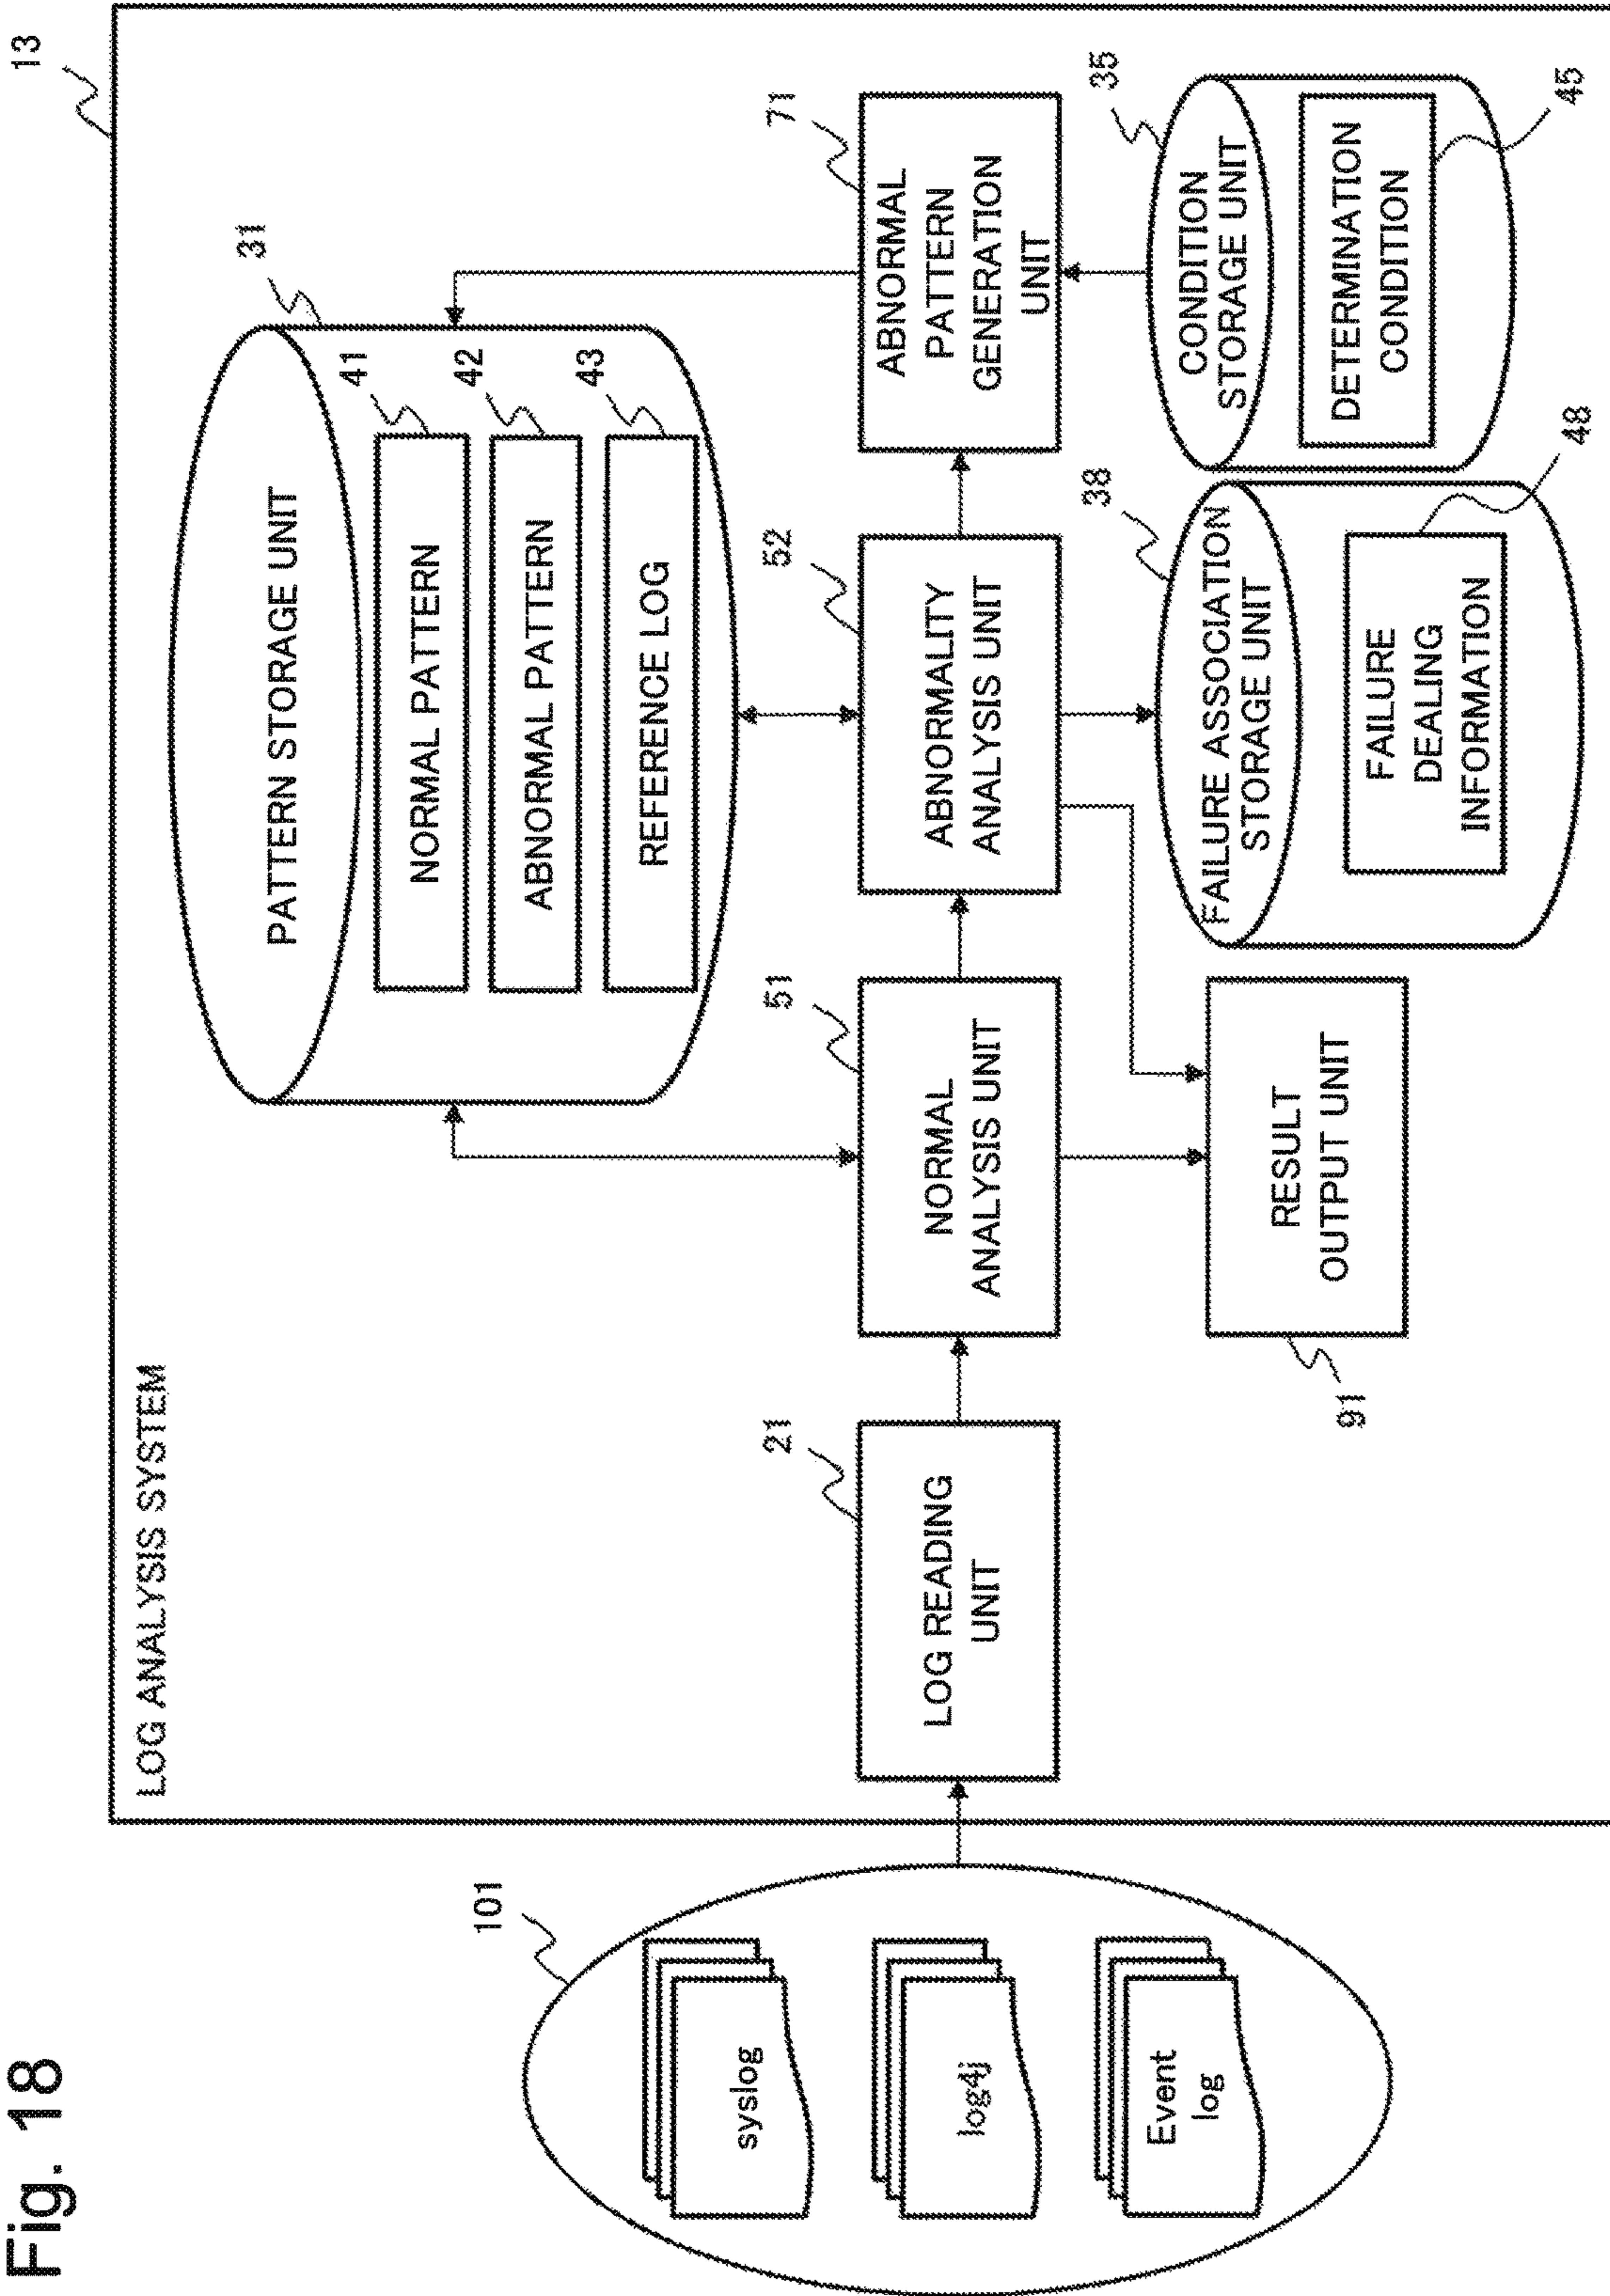 Fig. 18
13
LOG ANALYSIS SYSTEM
101
syslog
log4j
Event
log
PATTERN STORAGE UNIT
31
NORMAL PATTERN
41
ABNORMAL PATTERN
42
REFERENCE LOG
43
21
LOG READING
UNIT
51
NORMAL
ANALYSIS UNIT
52
ABNORMALITY
ANALYSIS UNIT
71
ABNORMAL
PATTERN
GENERATION
UNIT
91
RESULT
OUTPUT UNIT
38
FAILURE ASSOCIATION
STORAGE UNIT
FAILURE
DEALING
INFORMATION
48
35
CONDITION
STORAGE UNIT
DETERMINATION
CONDITION
45